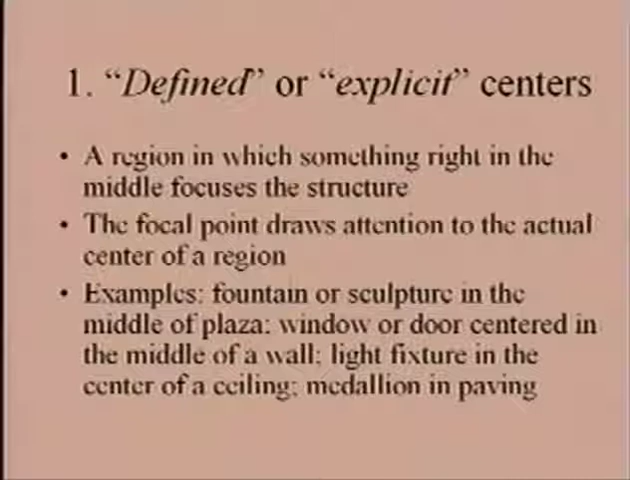 1. “Defined” or “explicit” centers
• A region in which something right in the
middle focuses the structure
• The focal point draws attention to the actual
center of a region
• Examples: fountain or sculpture in the
middle of plaza; window or door centered in
the middle of a wall; light fixture in the
center of a ceiling; medallion in paving